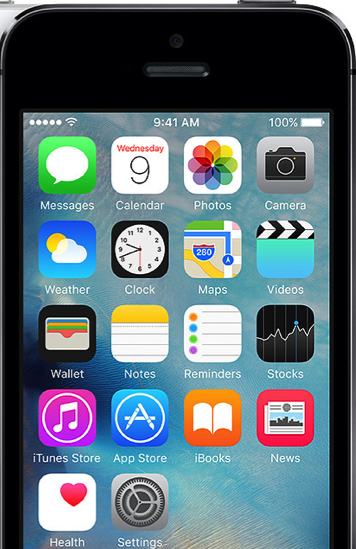 9:41 AM 100%
Wednesday
9
Messages Calendar Photos Camera
280
Weather Clock Maps Videos
Wallet Notes Reminders Stocks
iTunes Store App Store iBooks News
Health Settings